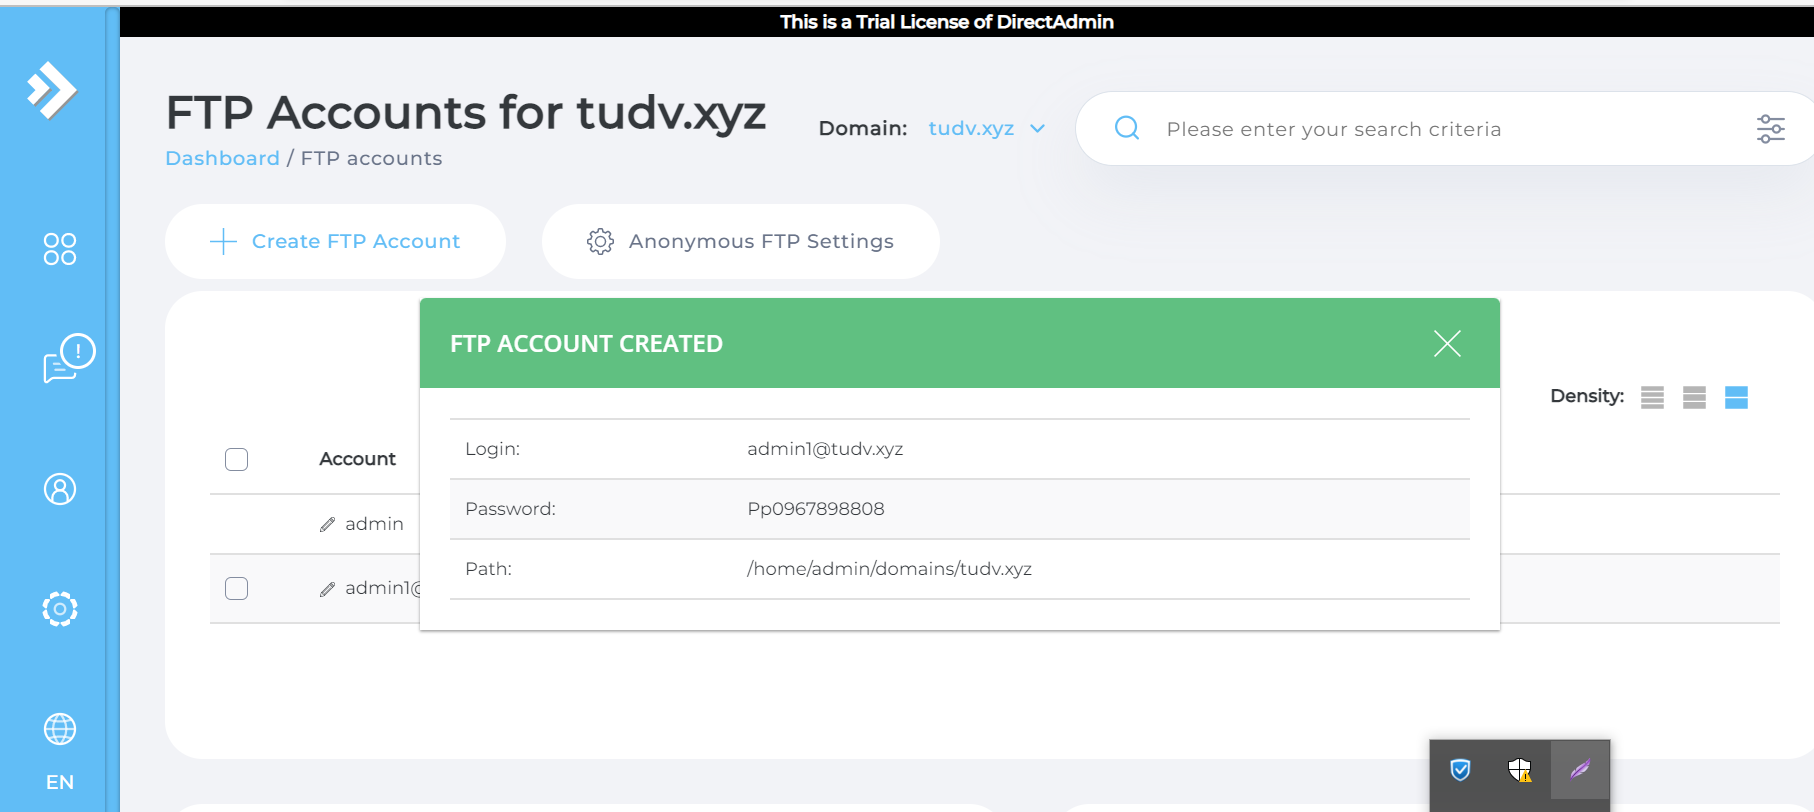 This is a Trial License of DirectAdmin
FTP Accounts for tudv.xyz
Domain: tudv.xyz
Please enter your search criteria
Dashboard / FTP accounts
Create FTP Account
Anonymous FTP Settings
FTP ACCOUNT CREATED
Density:
Login: admin1@tudv.xyz
Account
Password: Pp0967898808
admin
Path: /home/admin/domains/tudv.xyz
admin1@
EN